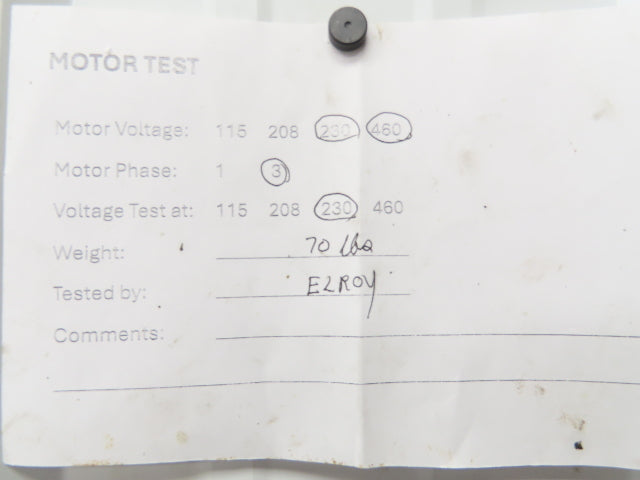 MOTOR TEST
Motor Voltage: 115 208 230 460
Motor Phase: 1 3
Voltage Test at: 115 208 230 460
Weight: 70 lbs
Tested by: ELROY
Comments: